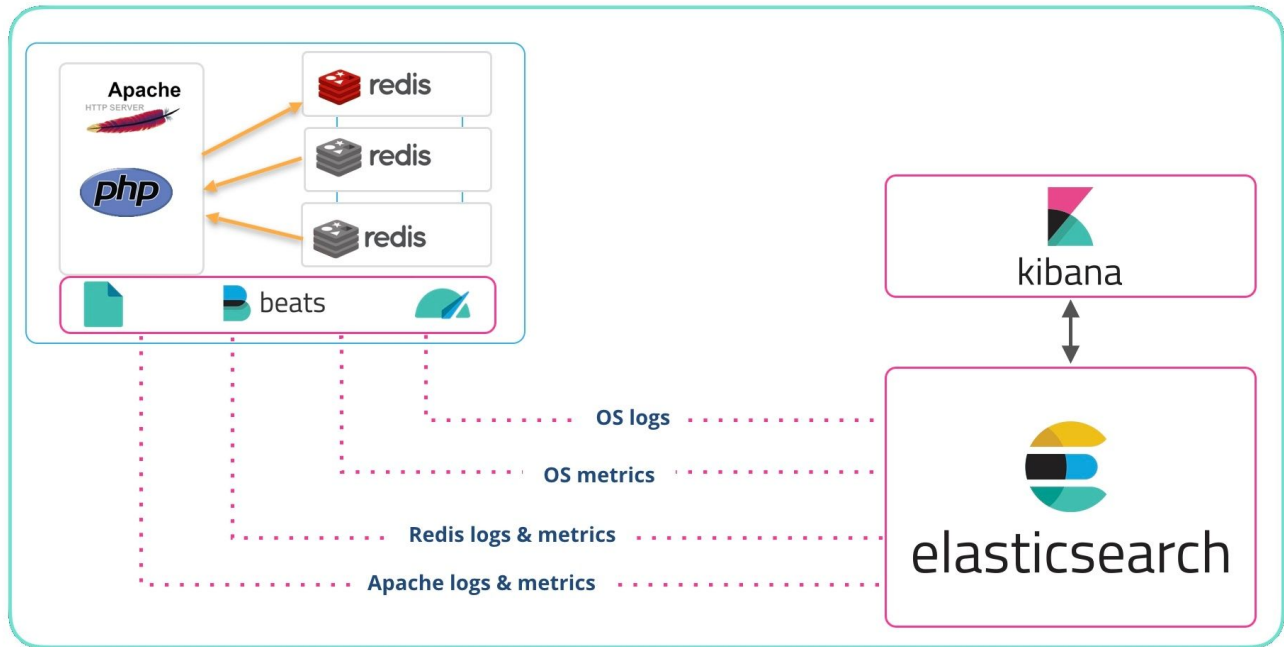 Apache
HTTP SERVER
php
redis
redis
redis
beats
kibana
OS logs
OS metrics
Redis logs & metrics
Apache logs & metrics
elasticsearch